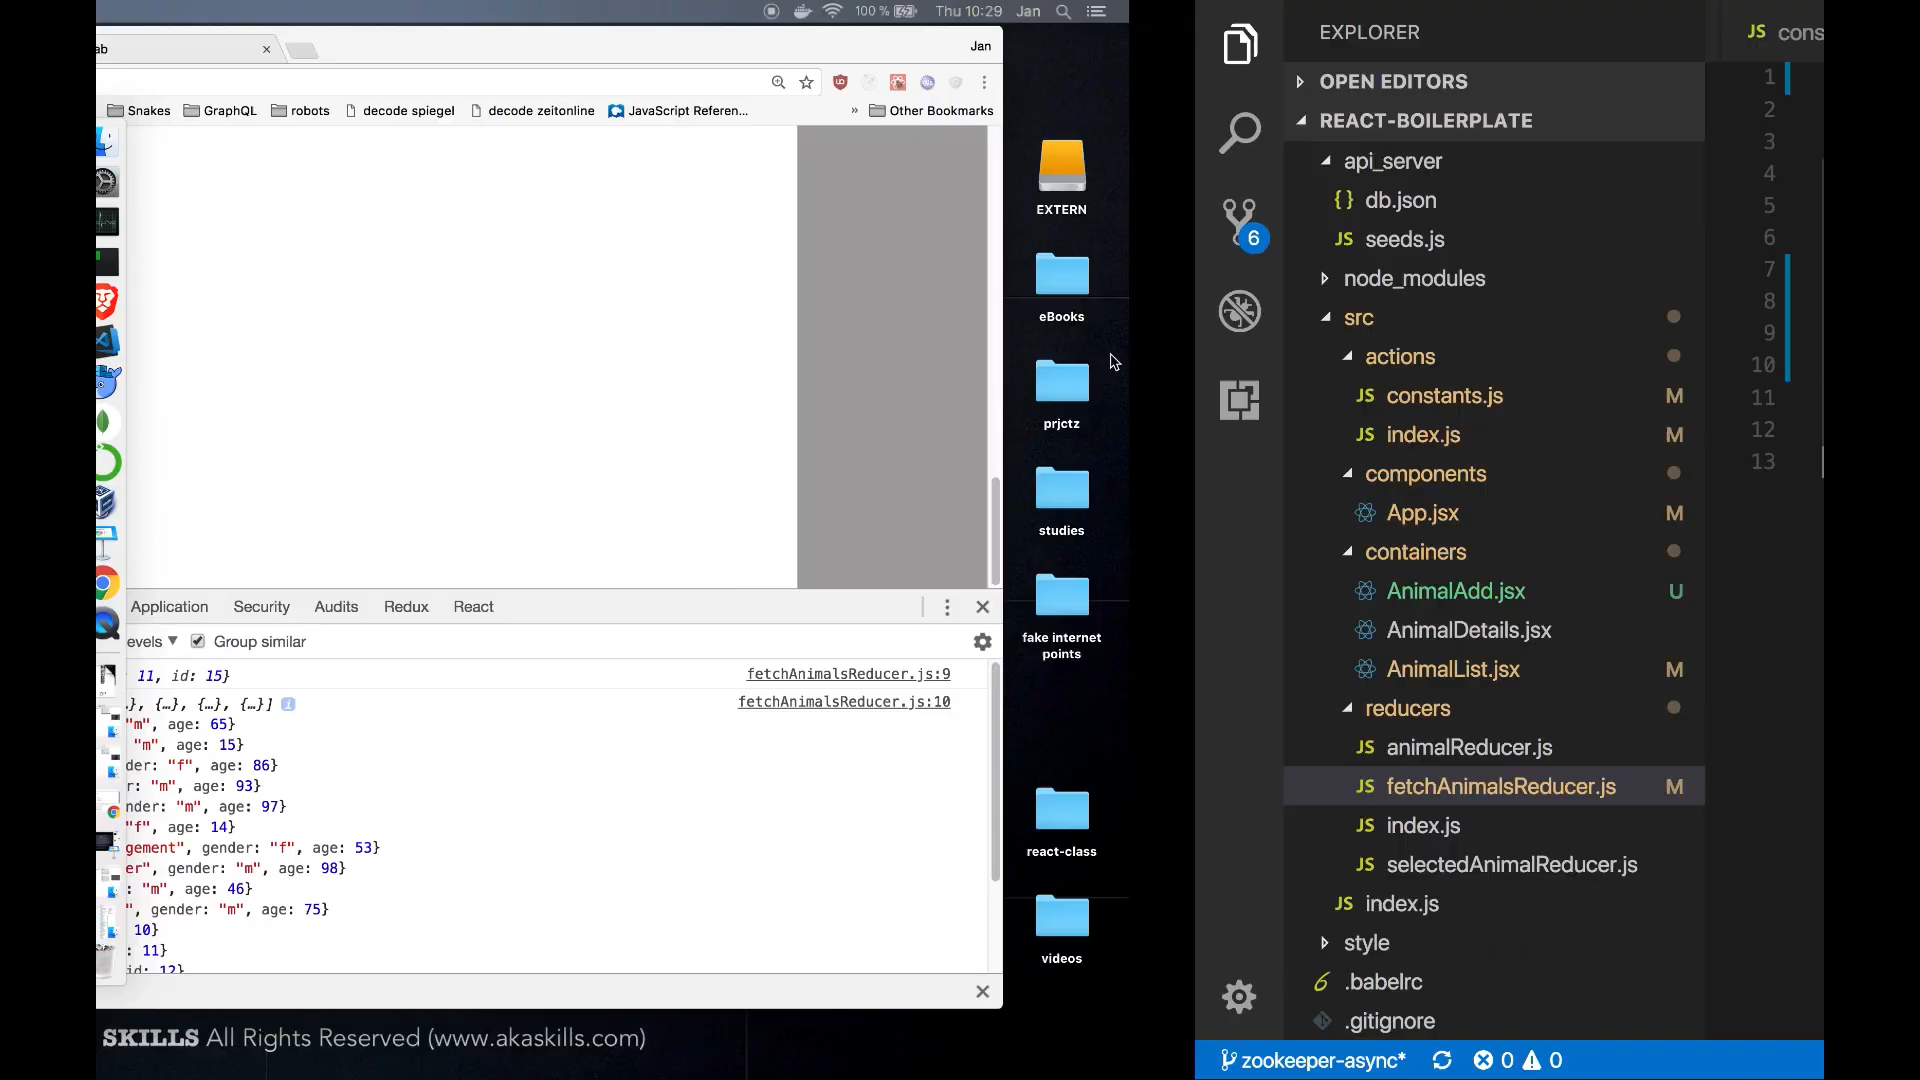 100 %
Thu 10:29
Jan
ab
Jan
Snakes
GraphQL
robots
decode spiegel
decode zeitonline
JavaScript Referen...
»
Other Bookmarks
EXTERN
eBooks
prjctz
studies
fake internet
points
react-class
videos
Application
Security
Audits
Redux
React
evels
Group similar
11, id: 15}
fetchAnimalsReducer.js:9
}, {…}, {…}, {…}]
fetchAnimalsReducer.js:10
"m", age: 65}
"m", age: 15}
der: "f", age: 86}
r: "m", age: 93}
nder: "m", age: 97}
"f", age: 14}
gement", gender: "f", age: 53}
er", gender: "m", age: 98}
: "m", age: 46}
", gender: "m", age: 75}
10}
: 11}
id: 12}
SKILLS All Rights Reserved (www.akaskills.com)
EXPLORER
OPEN EDITORS
REACT-BOILERPLATE
api_server
{} db.json
JS seeds.js
node_modules
src
actions
JS constants.js M
JS index.js M
components
App.jsx M
containers
AnimalAdd.jsx U
AnimalDetails.jsx
AnimalList.jsx M
reducers
JS animalReducer.js
JS fetchAnimalsReducer.js M
JS index.js
JS selectedAnimalReducer.js
JS index.js
style
.babelrc
.gitignore
6
JS cons
1
2
3
4
5
6
7
8
9
10
11
12
13
zookeeper-async*
0
0